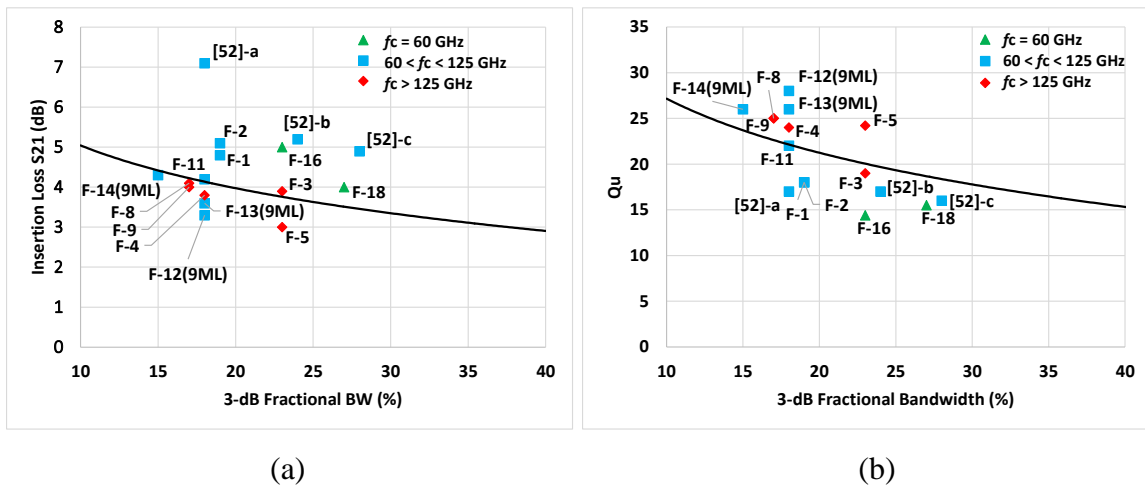 8
7
6
5
4
3
2
1
0
Insertion Loss S21 (dB)
10 15 20 25 30 35 40
3-dB Fractional BW (%)
fc = 60 GHz
60 < fc < 125 GHz
fc > 125 GHz
[52]-a
F-2
[52]-b
[52]-c
F-1
F-16
F-11
F-14(9ML)
F-3
F-18
F-8
F-13(9ML)
F-9
F-4
F-5
F-12(9ML)
(a)
35
30
25
20
15
10
5
0
Qu
10 15 20 25 30 35 40
3-dB Fractional Bandwidth (%)
fc = 60 GHz
60 < fc < 125 GHz
fc > 125 GHz
F-12(9ML)
F-8
F-14(9ML)
F-13(9ML)
F-9
F-4
F-5
F-11
F-3
[52]-b
[52]-a
F-1
F-2
[52]-c
F-16
F-18
(b)